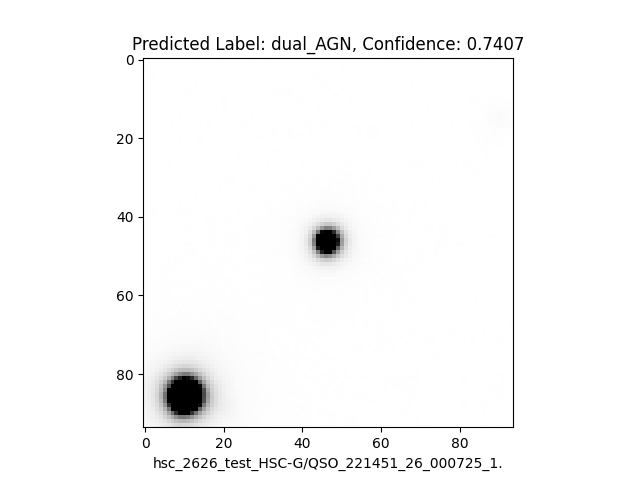 Predicted Label: dual_AGN, Confidence: 0.7407
0
20
40
60
80
0 20 40 60 80
hsc_2626_test_HSC-G/QSO_221451_26_000725_1.